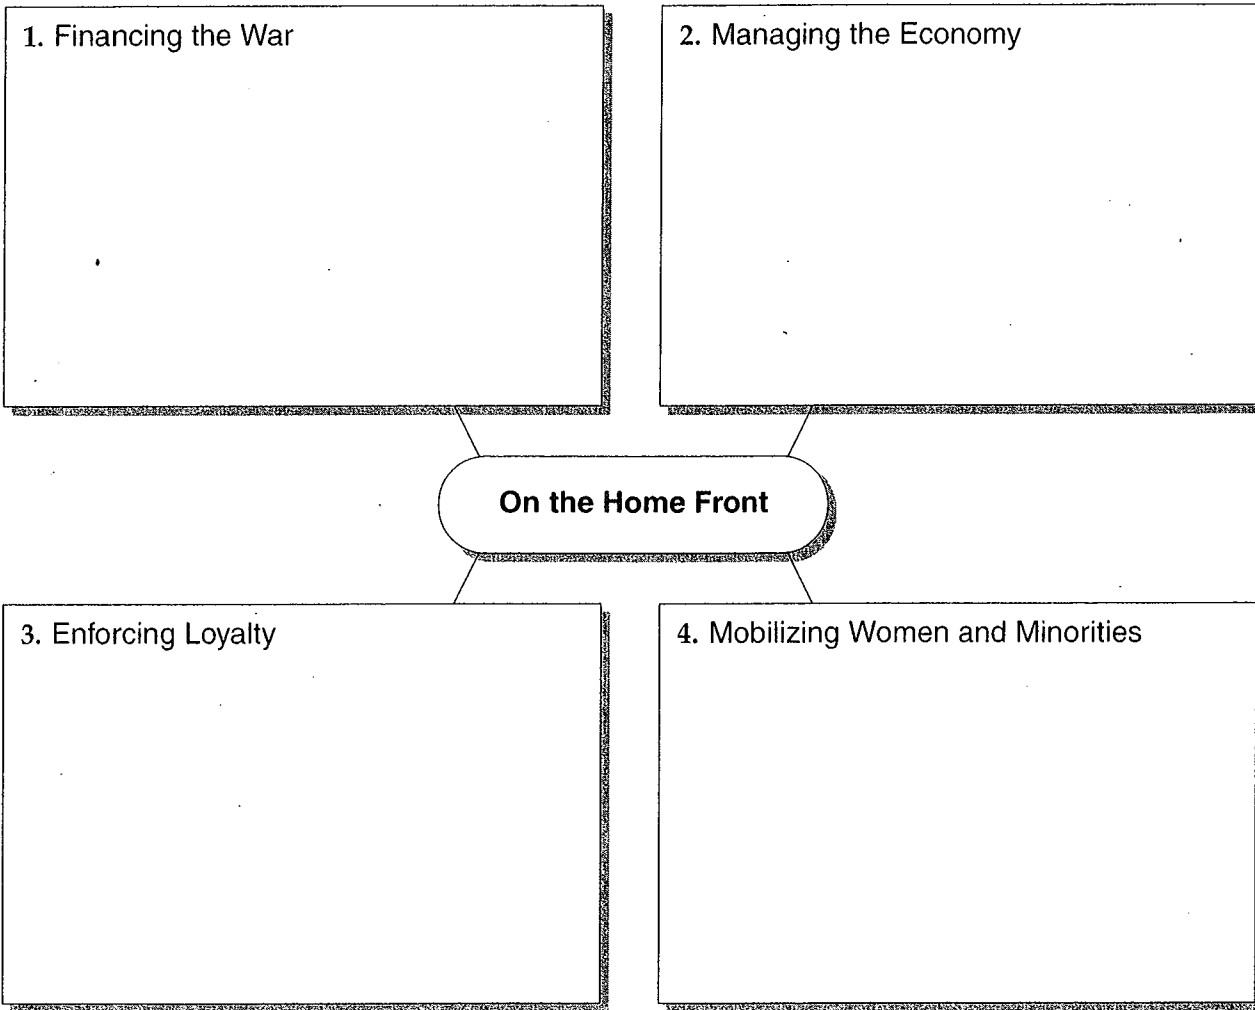 1. Financing the War
2. Managing the Economy
On the Home Front
3. Enforcing Loyalty
4. Mobilizing Women and Minorities